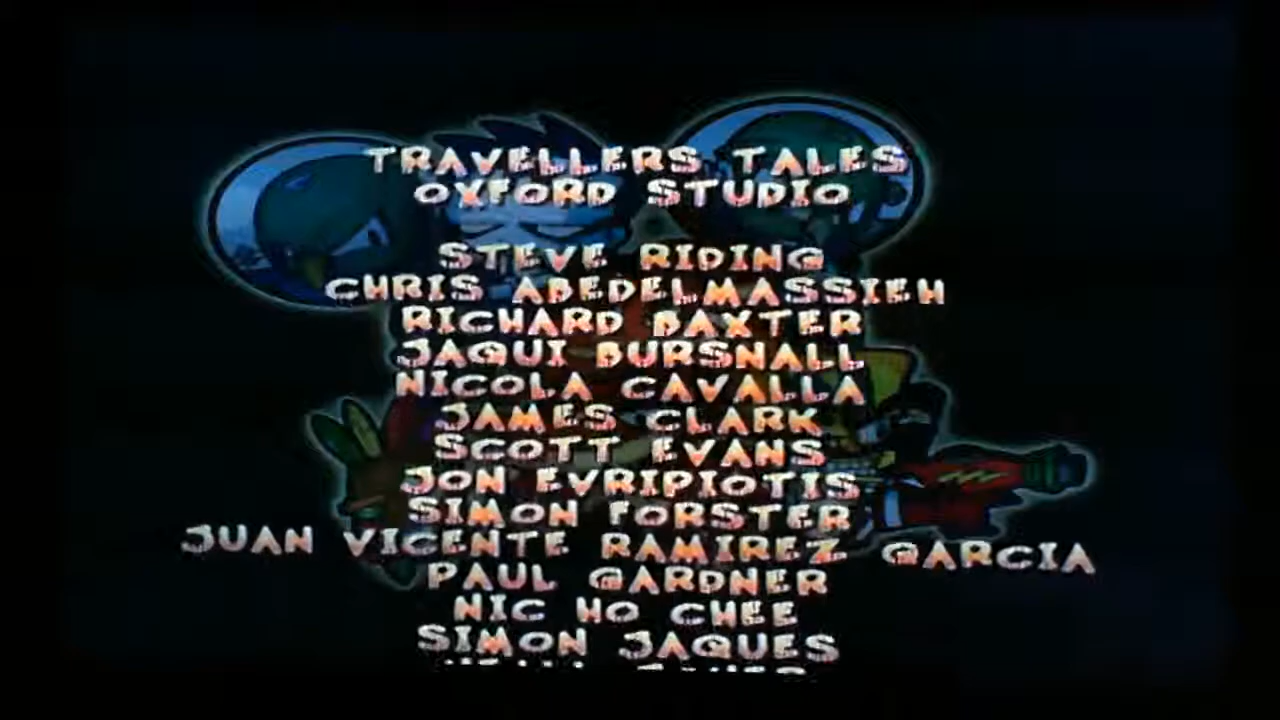 TRAVELLERS TALES
OXFORD STUDIO
STEVE RIDING
CHRIS ABEDELMASSIEH
RICHARD BAXTER
JAQUI BURSNALL
NICOLA CAVALLA
JAMES CLARK
SCOTT EVANS
JON EVRIPIOTIS
SIMON FORSTER
JUAN VICENTE RAMIREZ GARCIA
PAUL GARDNER
NIC HO CHEE
SIMON JAQUES